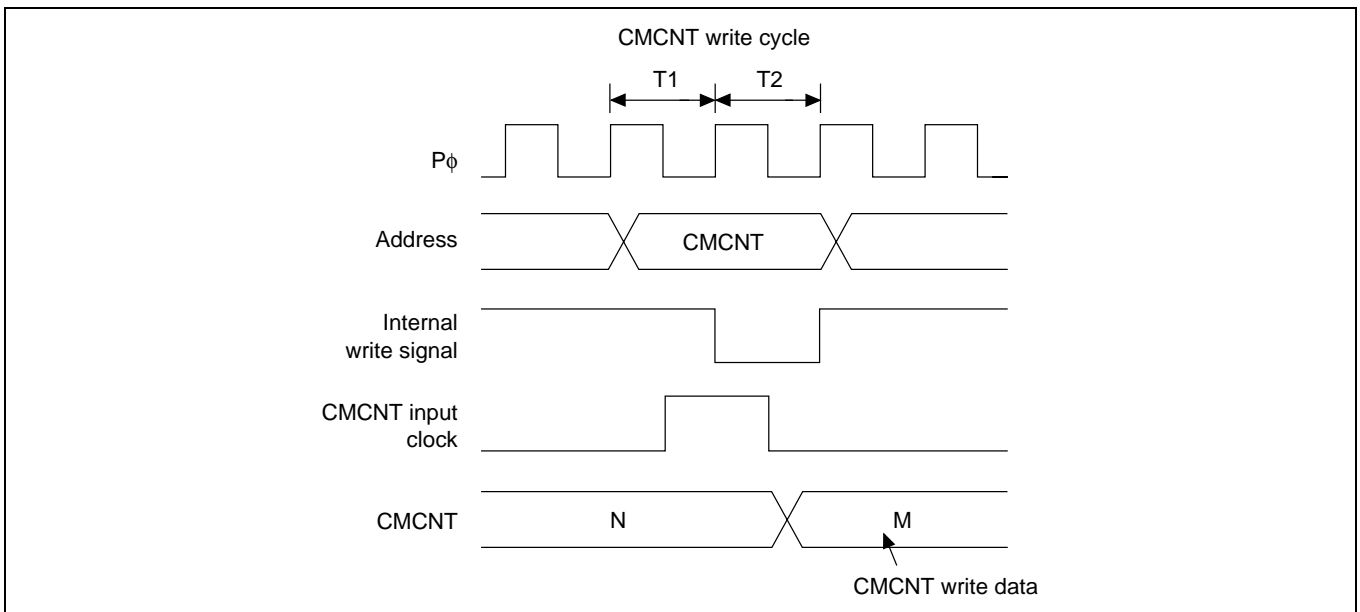 CMCNT write cycle
T1
T2
Pϕ
Address
CMCNT
Internal
write signal
CMCNT input
clock
CMCNT
N
M
CMCNT write data